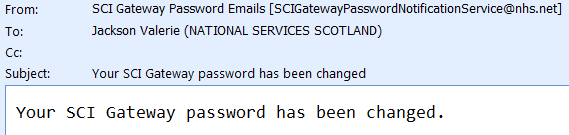 From: SCI Gateway Password Emails [SCIGatewayPasswordNotificationService@nhs.net]
To: Jackson Valerie (NATIONAL SERVICES SCOTLAND)
Cc:
Subject: Your SCI Gateway password has been changed
Your SCI Gateway password has been changed.